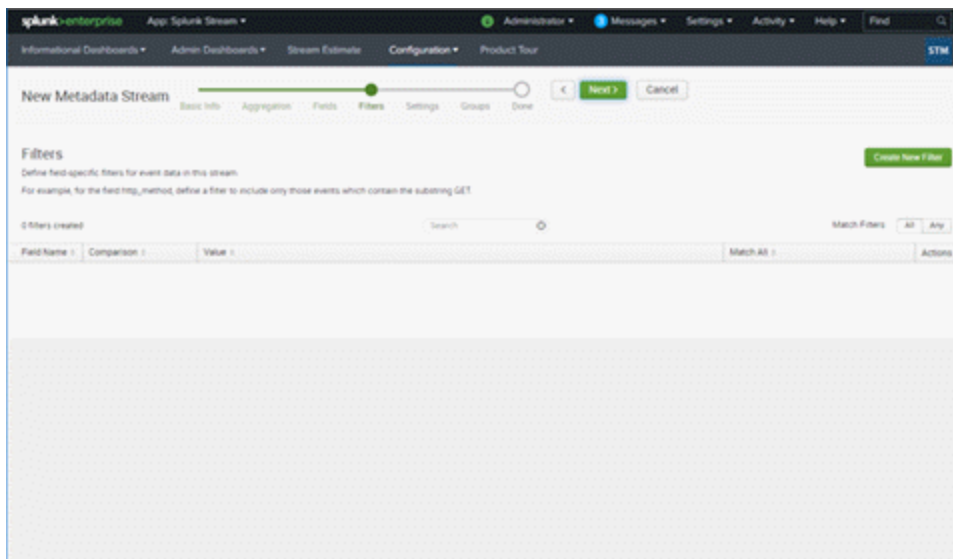 splunk>enterprise App: Splunk Stream Administrator 3 Messages Settings Activity Help Find
Informational Dashboards Admin Dashboards Stream Estimate Configuration Product Tour STM
New Metadata Stream Basic Info Aggregation Fields Filters Settings Groups Done < Next > Cancel
Filters Create New Filter
Define field-specific filters for event data in this stream.
For example, for the field http_method, define a filter to include only those events which contain the substring GET.
0 filters created Search Match Filters All Any
Field Name Comparison Value Match All Actions